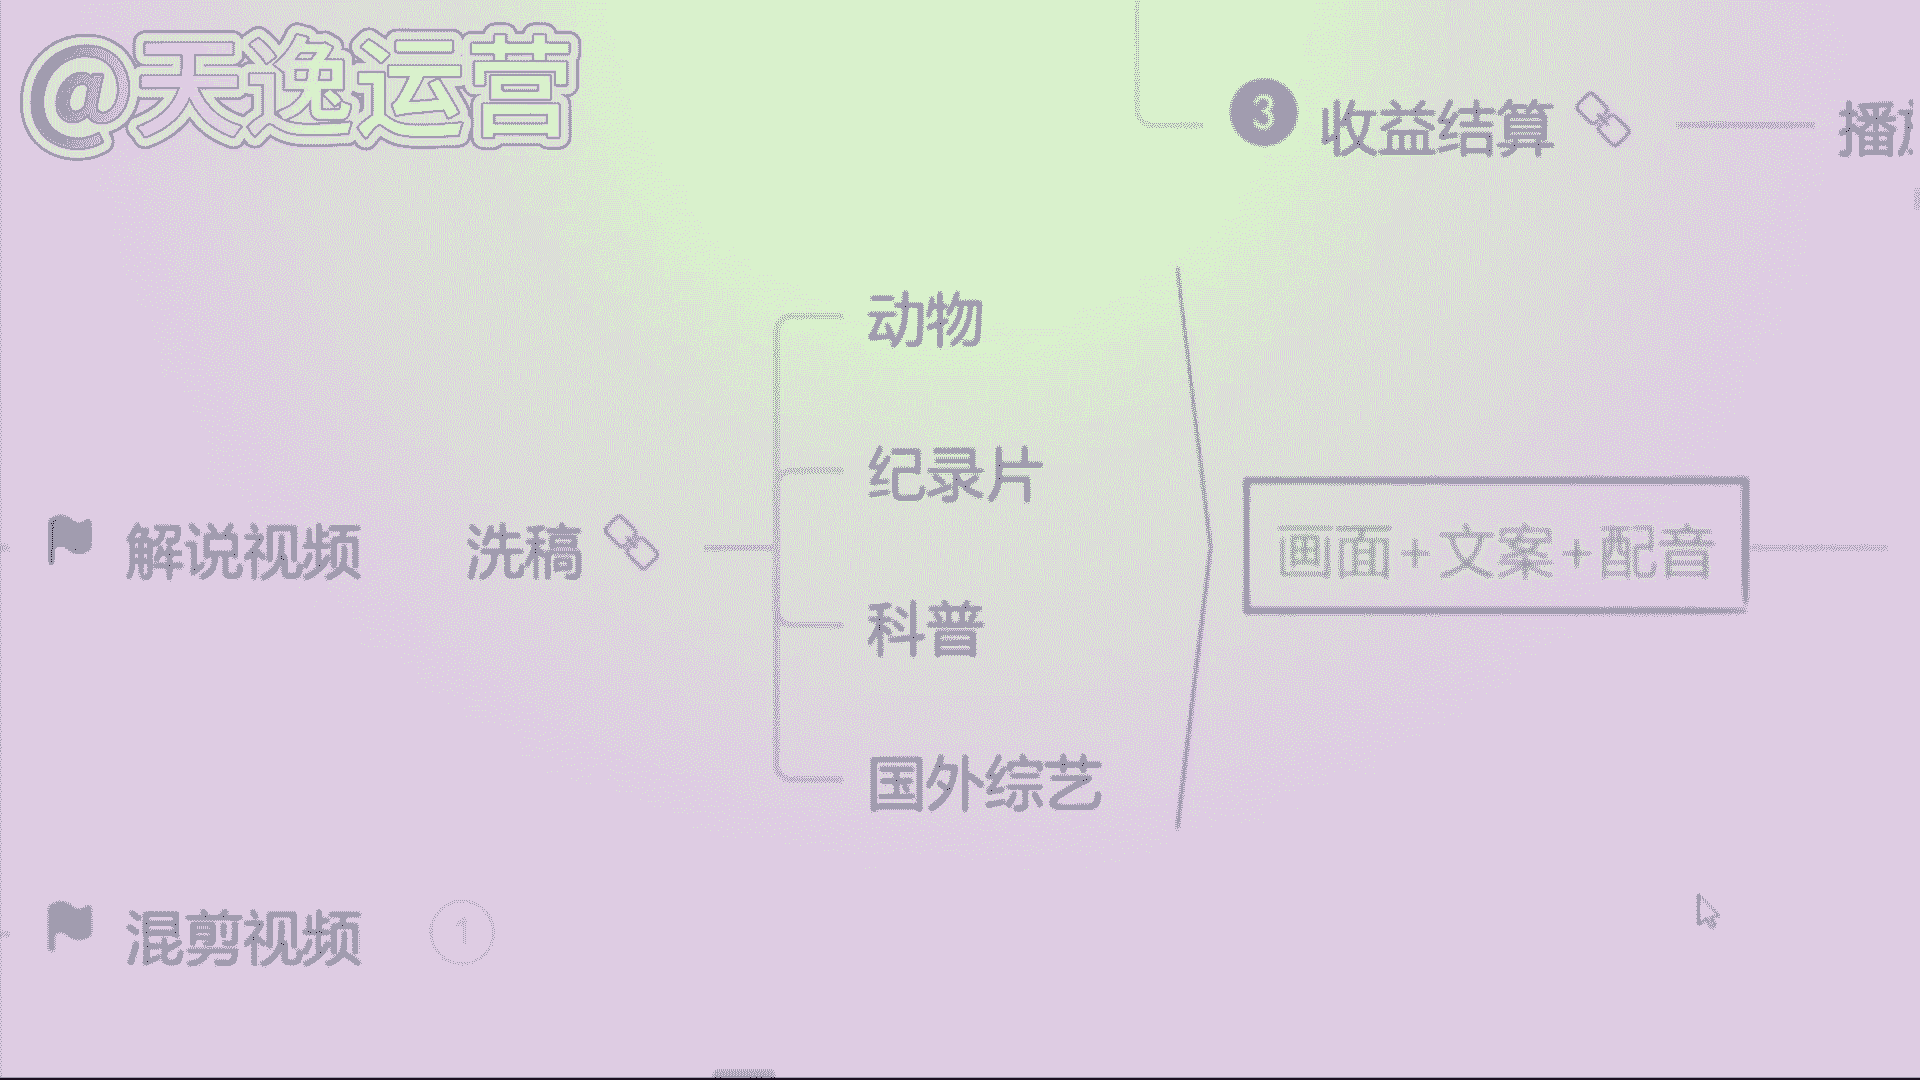 @天逸运营
3 收益结算 播
动物
纪录片
解说视频 洗稿
画面+文案+配音
科普
国外综艺
混剪视频 1